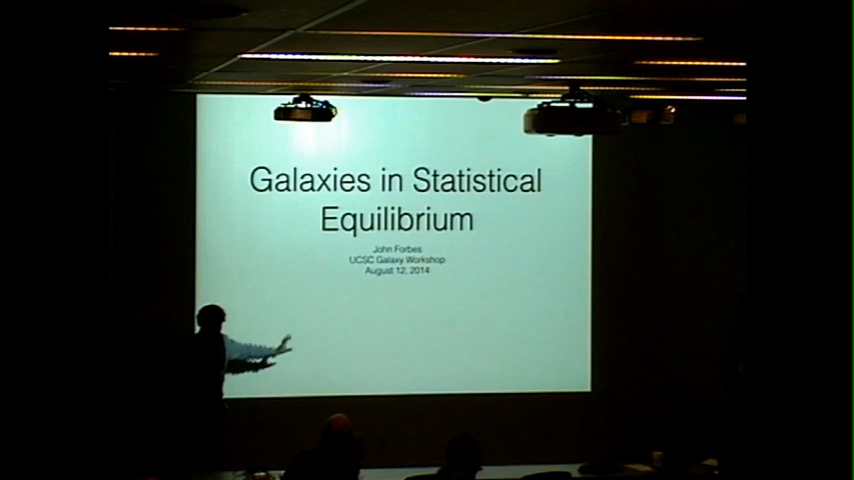 Galaxies in Statistical
Equilibrium
John Forbes
UCSC Galaxy Workshop
August 12, 2014